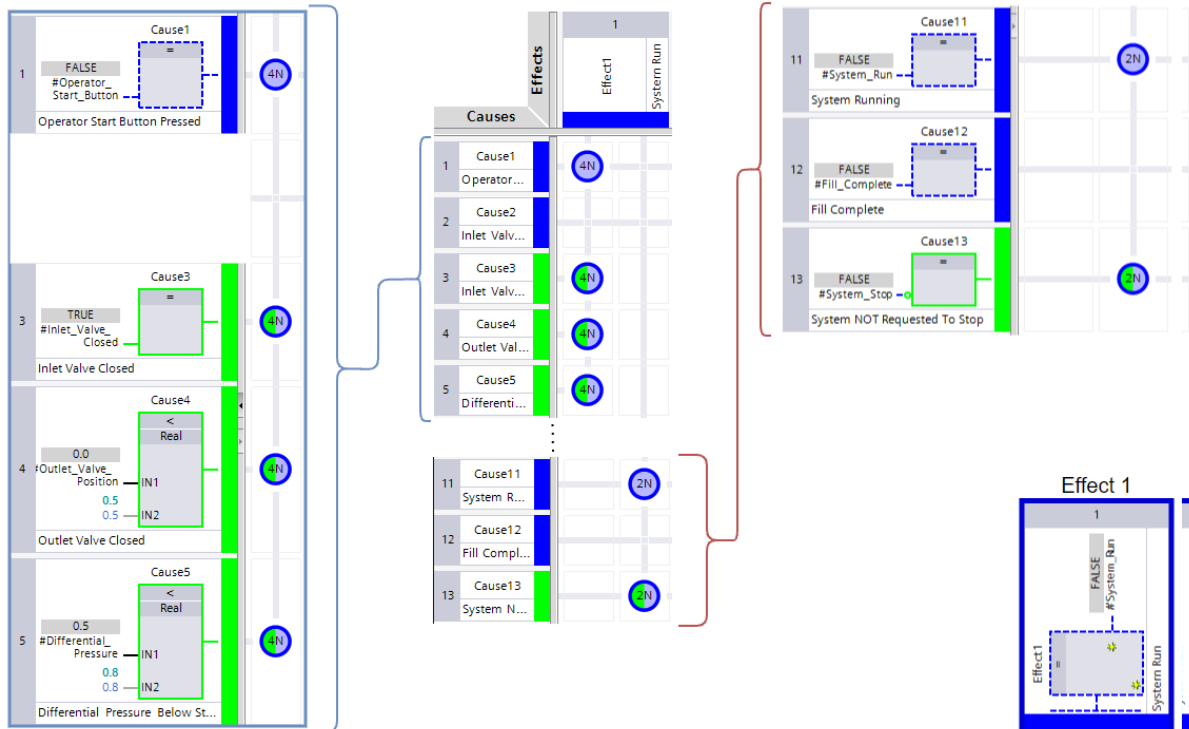 Cause1
=
1
FALSE
#Operator_
Start_Button
4N
Operator Start Button Pressed
Cause3
=
3
TRUE
#Inlet_Valve_
Closed
4N
Inlet Valve Closed
Cause4
<
Real
4
0.0
#Outlet_Valve_
Position
IN1
0.5
0.5
IN2
4N
Outlet Valve Closed
Cause5
<
Real
5
0.5
#Differential_
Pressure
IN1
0.8
0.8
IN2
4N
Differential Pressure Below St...
Effects
Causes
1
Effect1
System Run
1
Cause1
Operator...
4N
2
Cause2
Inlet Valv...
3
Cause3
Inlet Valv...
4N
4
Cause4
Outlet Val...
4N
5
Cause5
Differenti...
4N
11
Cause11
System R...
2N
12
Cause12
Fill Compl...
13
Cause13
System N...
2N
Cause11
=
11
FALSE
#System_Run
2N
System Running
Cause12
=
12
FALSE
#Fill_Complete
Fill Complete
Cause13
=
13
FALSE
#System_Stop
2N
System NOT Requested To Stop
Effect 1
1
Effect1
=
FALSE
#System_Run
System Run